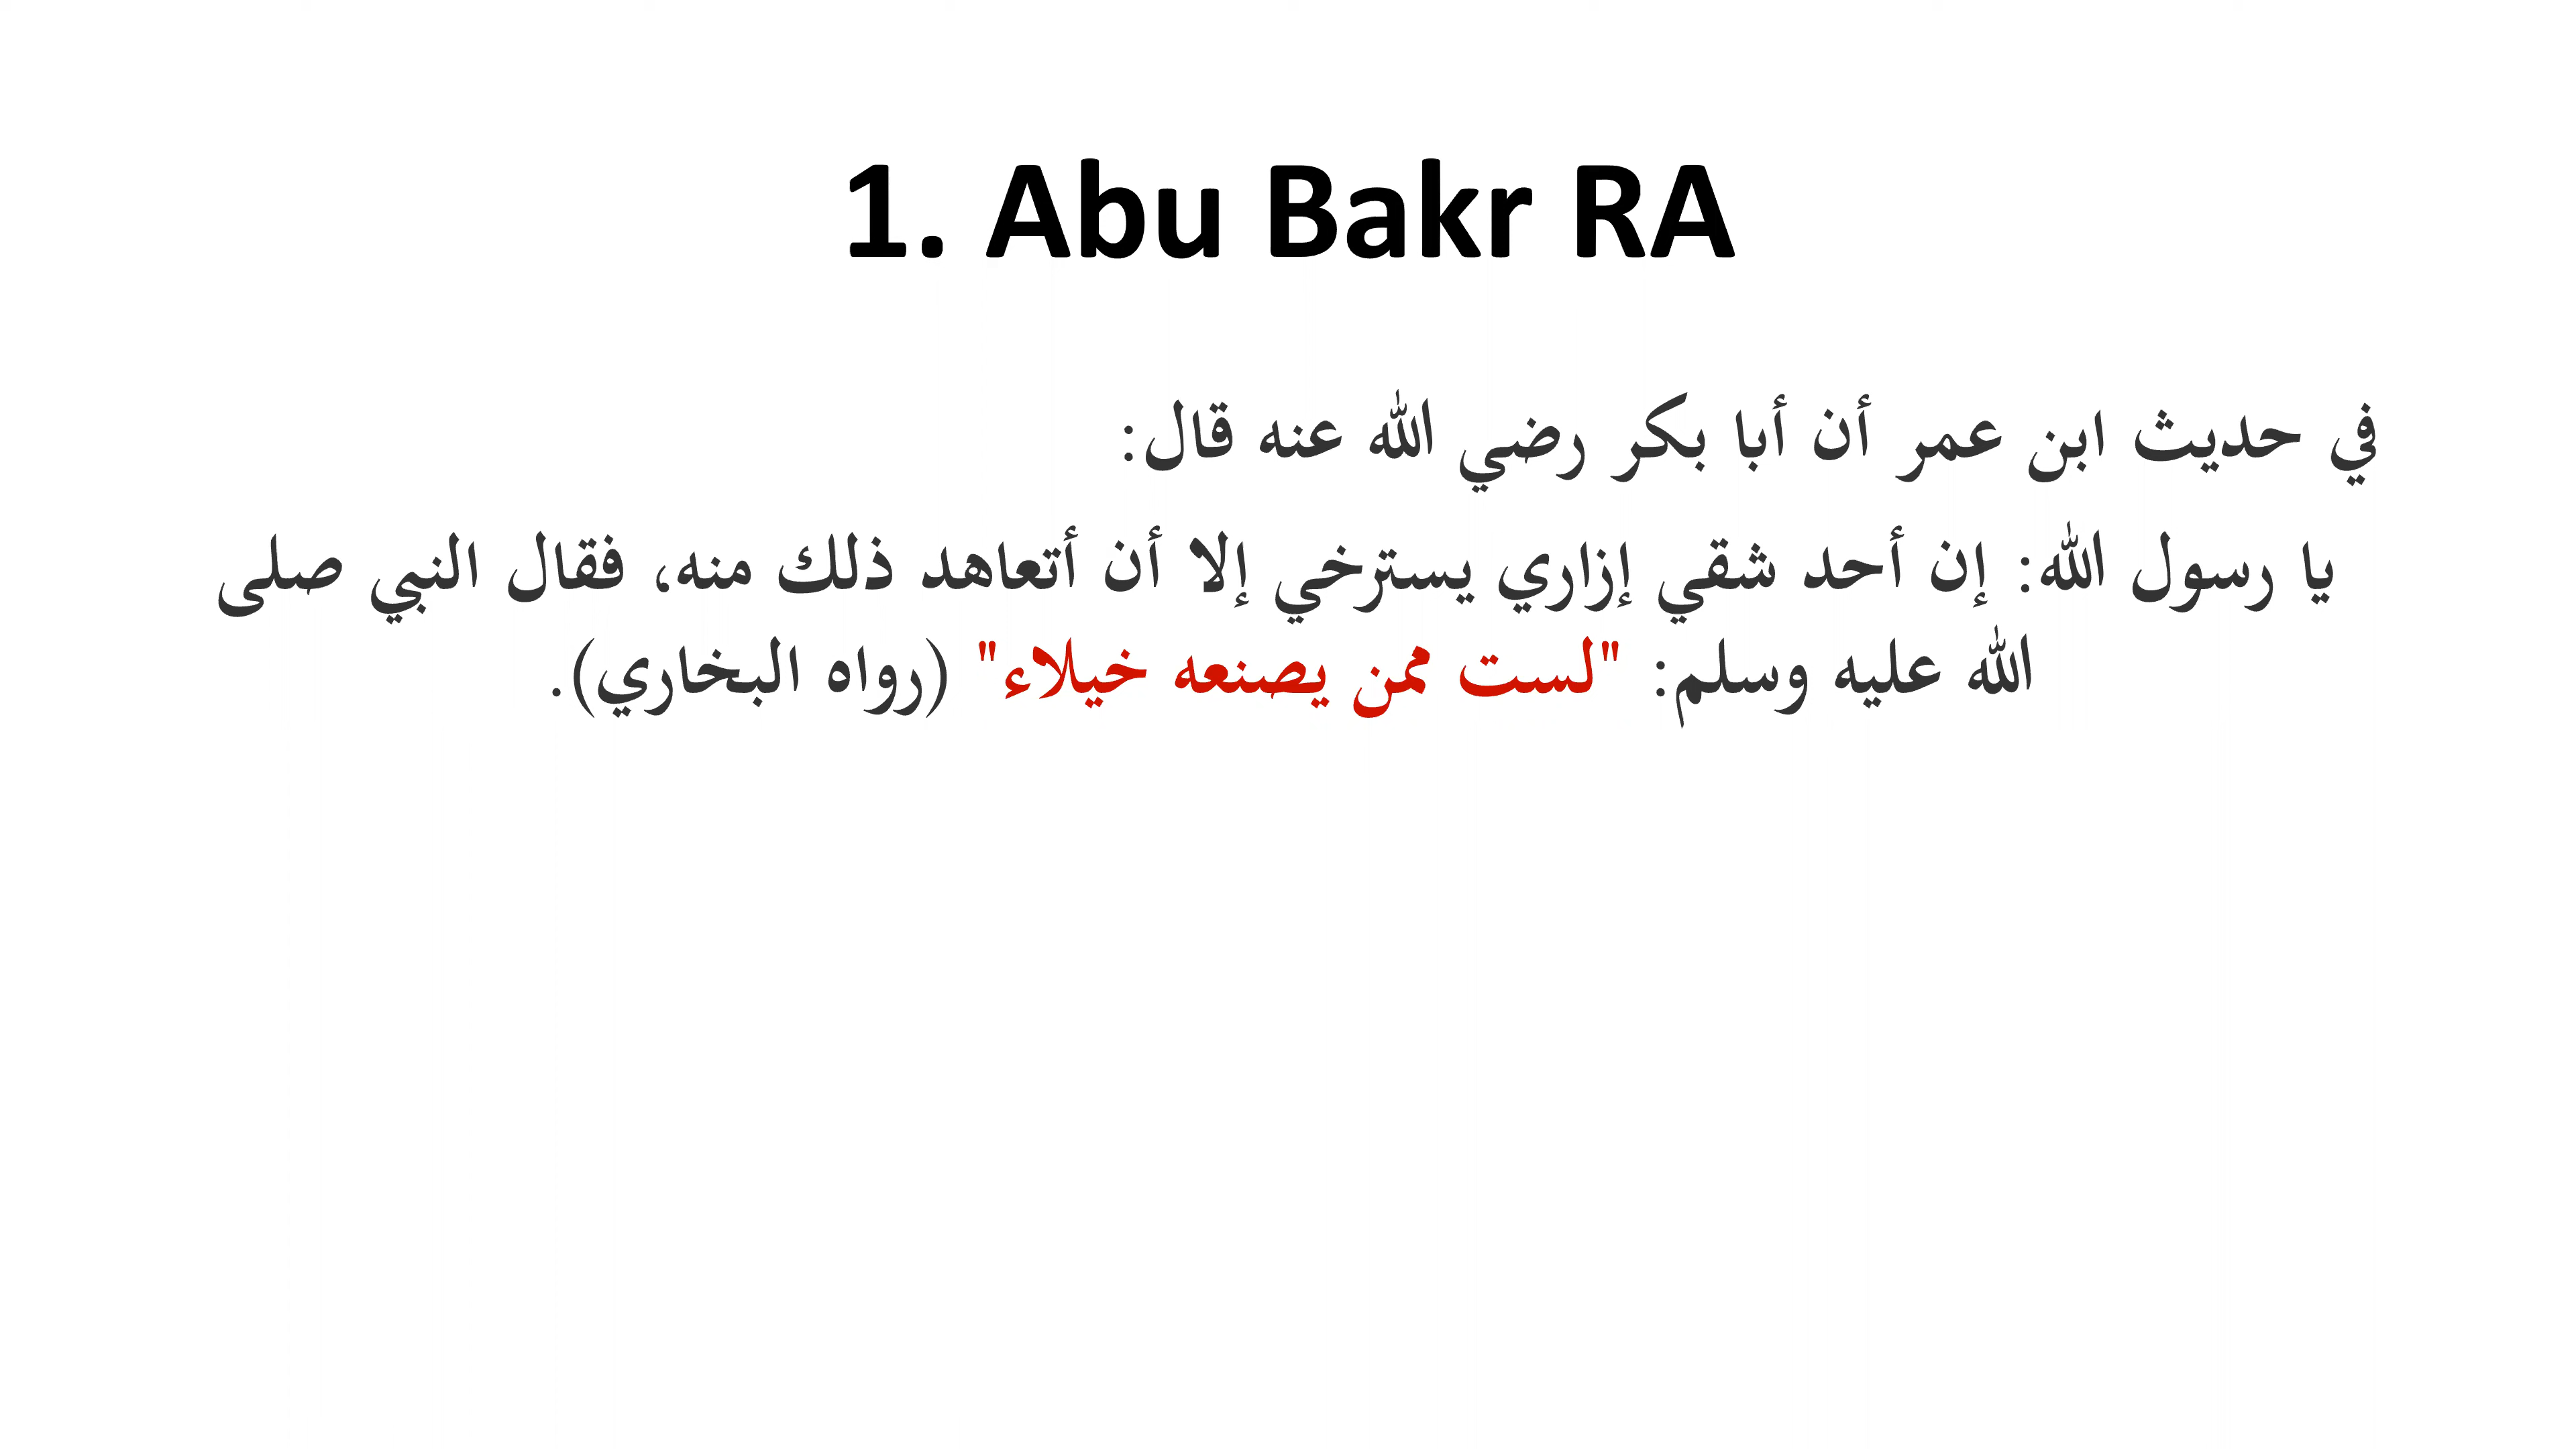 1. Abu Bakr RA
في حديث ابن عمر أن أبا بكر رضي الله عنه قال:
يا رسول الله: إن أحد شقي إزاري يسترخي إلا أن أتعاهد ذلك منه، فقال النبي صلى
الله عليه وسلم: "لست ممن يصنعه خيلاء" (رواه البخاري).